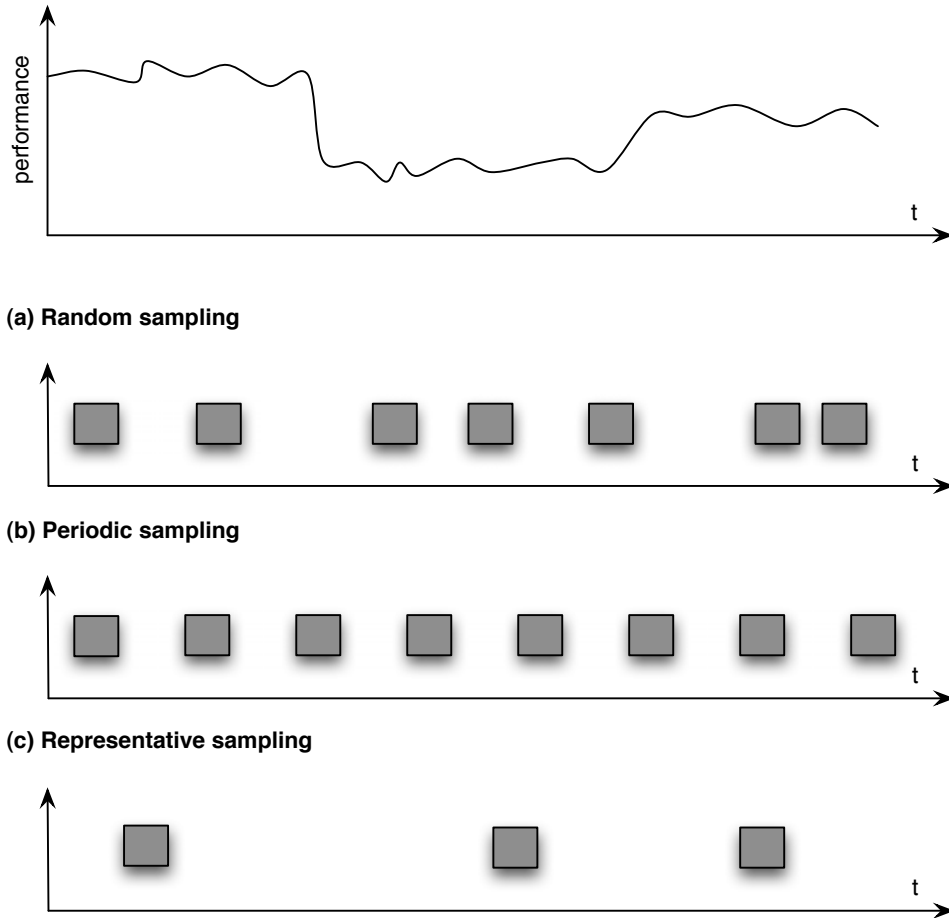 performance
t
(a) Random sampling
t
(b) Periodic sampling
t
(c) Representative sampling
t